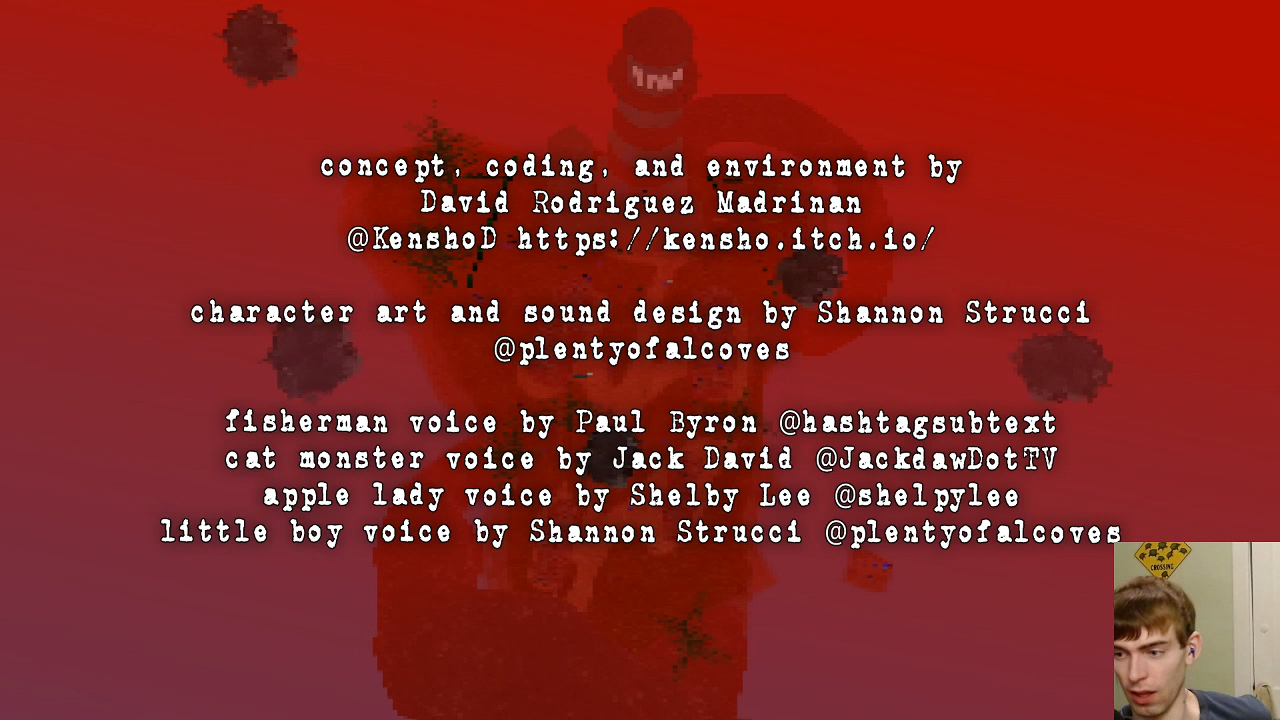 concept, coding, and environment by
David Rodriguez Madrinan
@KenshoD https://kensho.itch.io/
character art and sound design by Shannon Strucci
@plentyofalcoves
fisherman voice by Paul Byron @hashtagsubtext
cat monster voice by Jack David @JackdawDotTV
apple lady voice by Shelby Lee @shelpylee
little boy voice by Shannon Strucci @plentyofalcoves
CROSSING